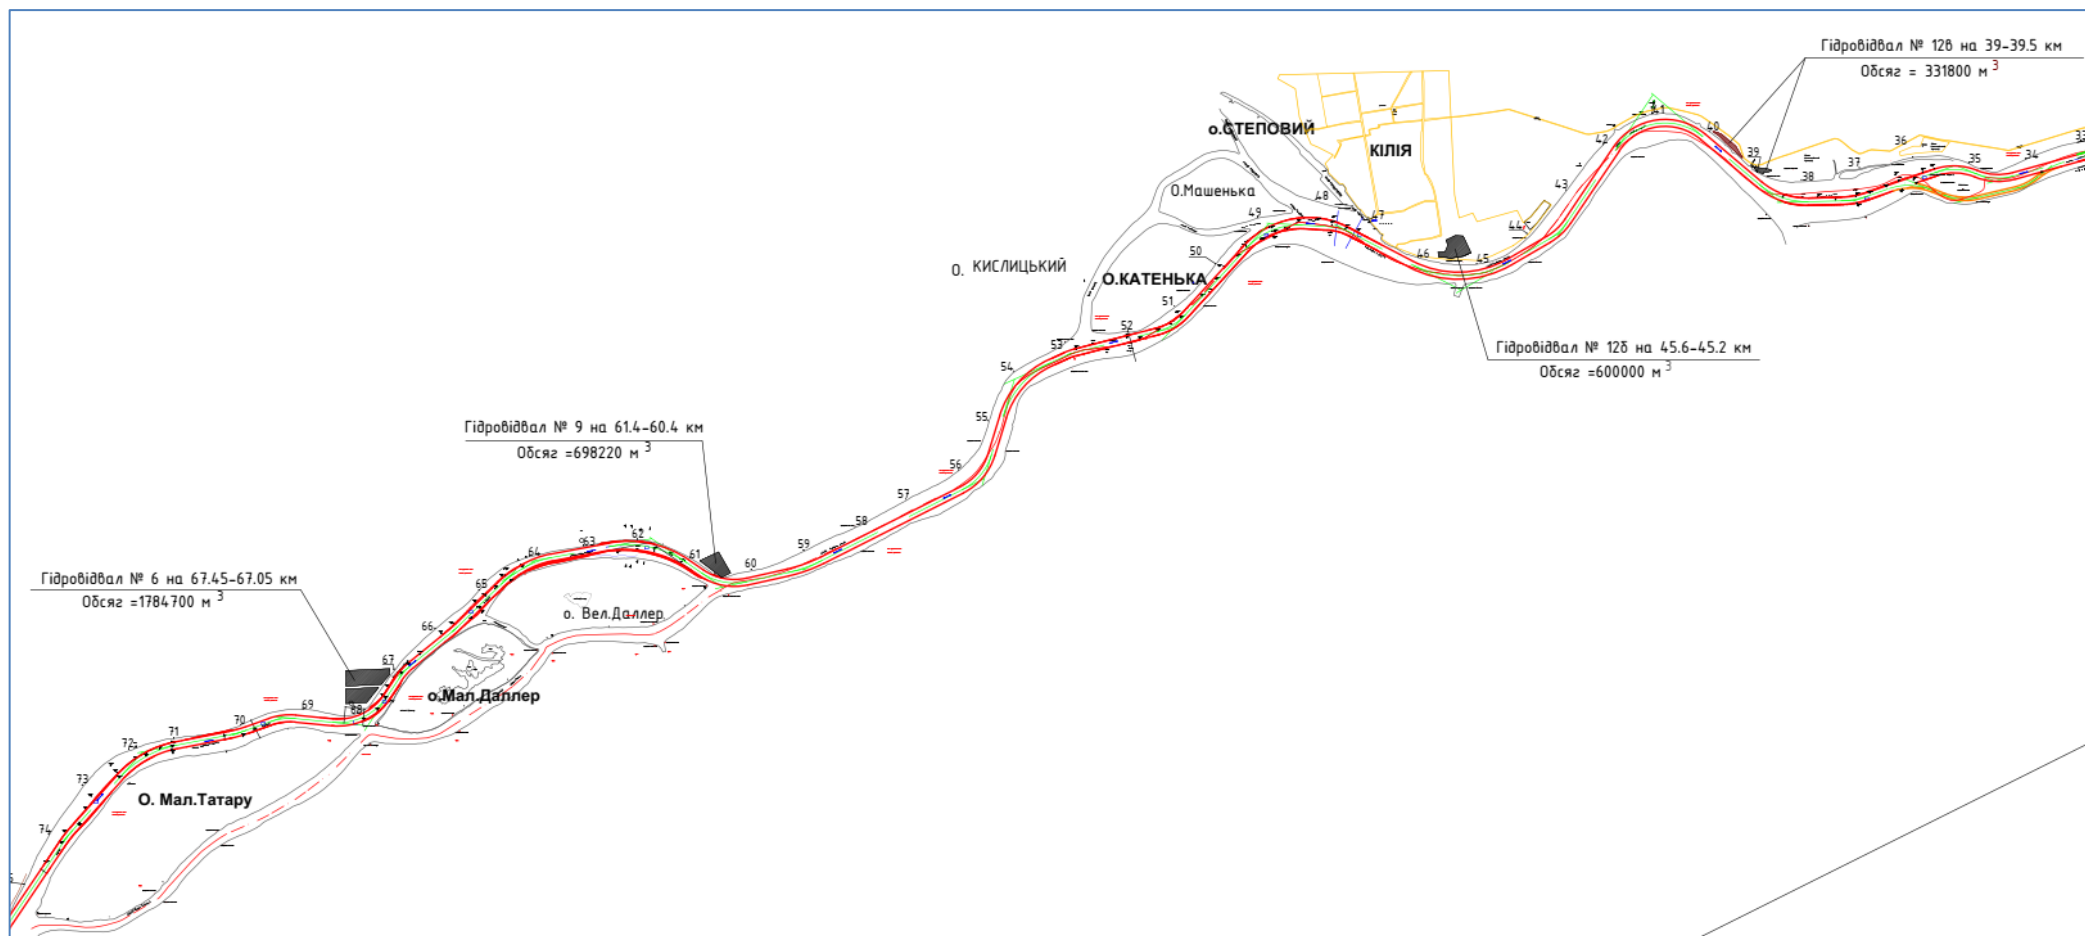 Гідровідвал № 12в на 39-39.5 км
Обсяг = 331800 м 3
о.СТЕПОВИЙ
КІЛІЯ
О.Машенька
О. КИСЛИЦЬКИЙ
О.КАТЕНЬКА
Гідровідвал № 12б на 45.6-45.2 км
Обсяг =600000 м 3
Гідровідвал № 9 на 61.4-60.4 км
Обсяг =698220 м 3
Гідровідвал № 6 на 67.45-67.05 км
Обсяг =1784700 м 3
о. Вел.Даллер
о.Мал.Даллер
О. Мал.Татару
33
34
35
36
37
38
39
40
41
42
43
44
45
46
47
48
49
50
51
52
53
54
55
56
57
58
59
60
61
62
63
64
65
66
67
68
69
70
71
72
73
74